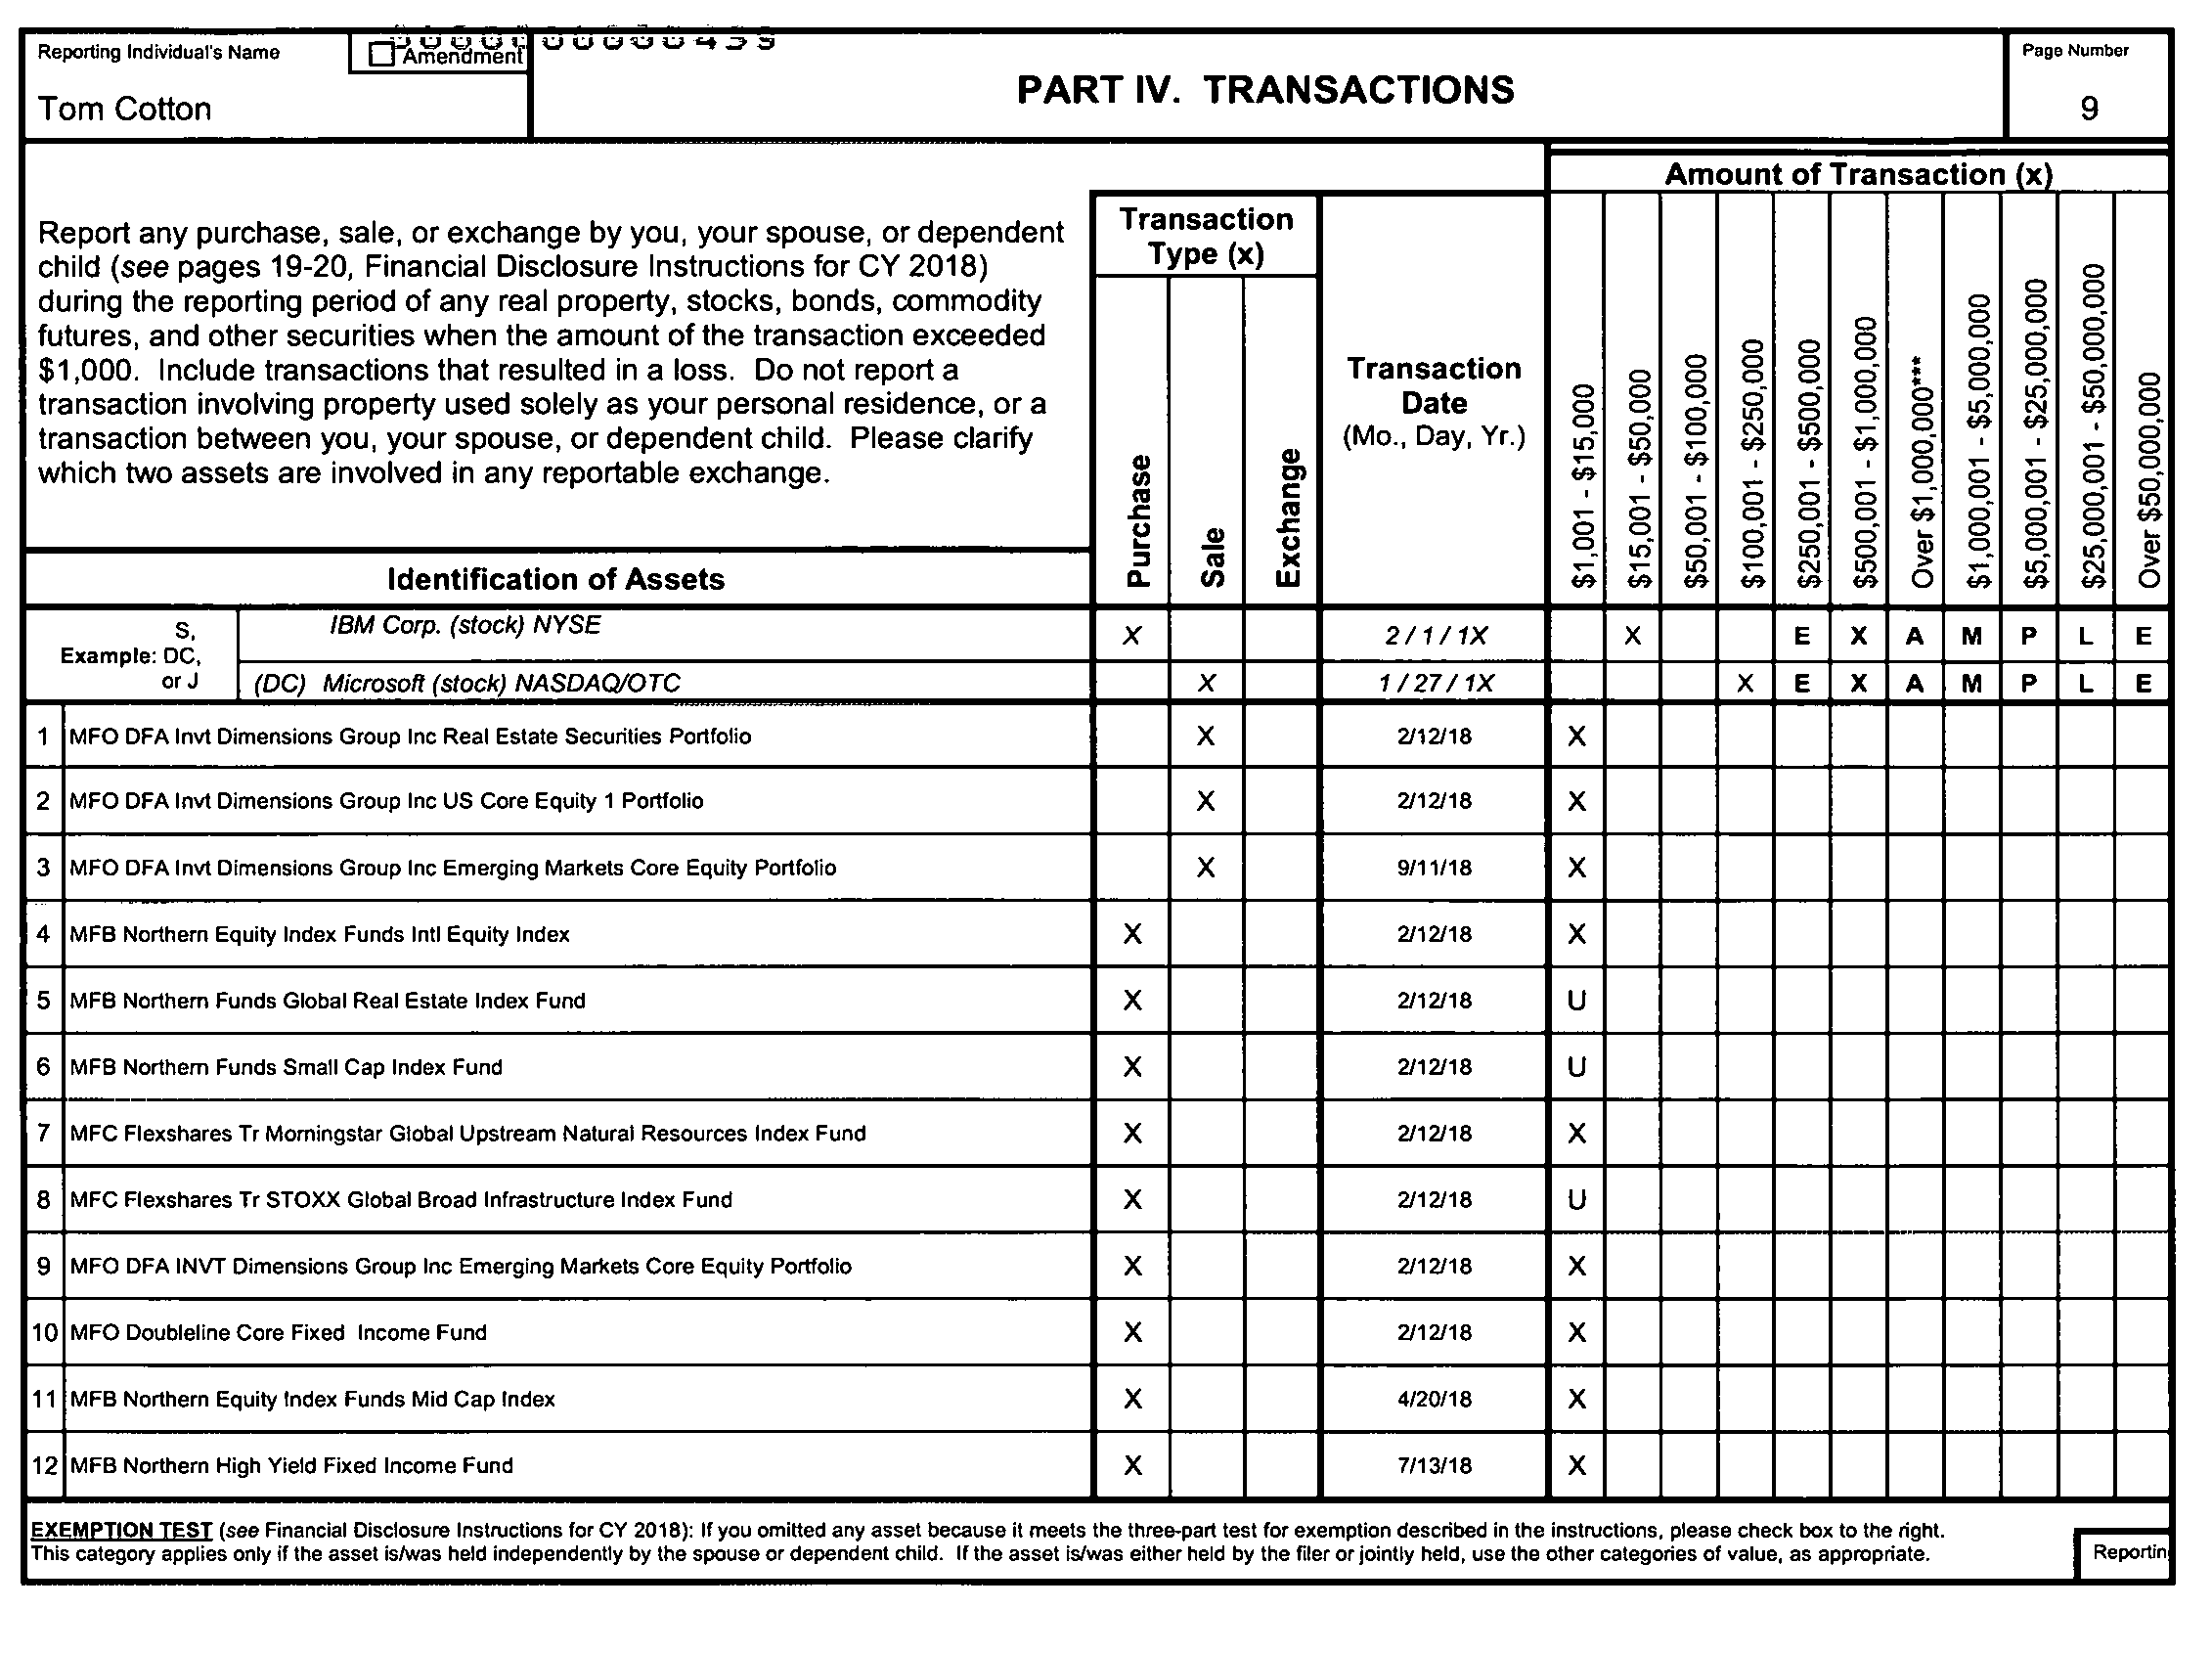 Reporting Individual's Name
Amendment
Tom Cotton
PART IV. TRANSACTIONS
Page Number
9
Report any purchase, sale, or exchange by you, your spouse, or dependent
child (see pages 19-20, Financial Disclosure Instructions for CY 2018)
during the reporting period of any real property, stocks, bonds, commodity
futures, and other securities when the amount of the transaction exceeded
$1,000. Include transactions that resulted in a loss. Do not report a
transaction involving property used solely as your personal residence, or a
transaction between you, your spouse, or dependent child. Please clarify
which two assets are involved in any reportable exchange.
Identification of Assets
Transaction
Type (x)
Purchase
Sale
Exchange
Transaction
Date
(Mo., Day, Yr.)
Amount of Transaction (x)
$1,001 - $15,000
$15,001 - $50,000
$50,001 - $100,000
$100,001 - $250,000
$250,001 - $500,000
$500,001 - $1,000,000
Over $1,000,000***
$1,000,001 - $5,000,000
$5,000,001 - $25,000,000
$25,000,001 - $50,000,000
Over $50,000,000
S,
Example: DC,
or J
IBM Corp. (stock) NYSE X 2 / 1 / 1X X E X A M P L E
(DC) Microsoft (stock) NASDAQ/OTC X 1 / 27 / 1X X E X A M P L E
1 MFO DFA Invt Dimensions Group Inc Real Estate Securities Portfolio X 2/12/18 X
2 MFO DFA Invt Dimensions Group Inc US Core Equity 1 Portfolio X 2/12/18 X
3 MFO DFA Invt Dimensions Group Inc Emerging Markets Core Equity Portfolio X 9/11/18 X
4 MFB Northern Equity Index Funds Intl Equity Index X 2/12/18 X
5 MFB Northern Funds Global Real Estate Index Fund X 2/12/18 U
6 MFB Northern Funds Small Cap Index Fund X 2/12/18 U
7 MFC Flexshares Tr Morningstar Global Upstream Natural Resources Index Fund X 2/12/18 X
8 MFC Flexshares Tr STOXX Global Broad Infrastructure Index Fund X 2/12/18 U
9 MFO DFA INVT Dimensions Group Inc Emerging Markets Core Equity Portfolio X 2/12/18 X
10 MFO Doubleline Core Fixed Income Fund X 2/12/18 X
11 MFB Northern Equity Index Funds Mid Cap Index X 4/20/18 X
12 MFB Northern High Yield Fixed Income Fund X 7/13/18 X
EXEMPTION TEST (see Financial Disclosure Instructions for CY 2018): If you omitted any asset because it meets the three-part test for exemption described in the instructions, please check box to the right.
This category applies only if the asset is/was held independently by the spouse or dependent child. If the asset is/was either held by the filer or jointly held, use the other categories of value, as appropriate.
Reportin